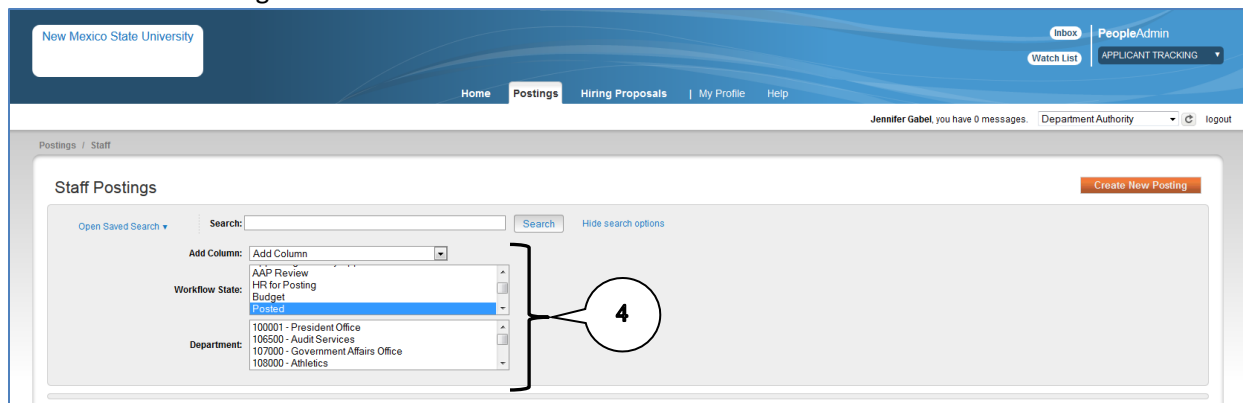 New Mexico State University
Inbox PeopleAdmin
Watch List APPLICANT TRACKING
Home Postings Hiring Proposals | My Profile Help
Jennifer Gabel, you have 0 messages. Department Authority logout
Postings / Staff
Staff Postings Create New Posting
Open Saved Search Search: Search Hide search options
Add Column: Add Column
AAP Review
Workflow State: HR for Posting
Budget
Posted
4
100001 - President Office
106500 - Audit Services
Department: 107000 - Government Affairs Office
108000 - Athletics